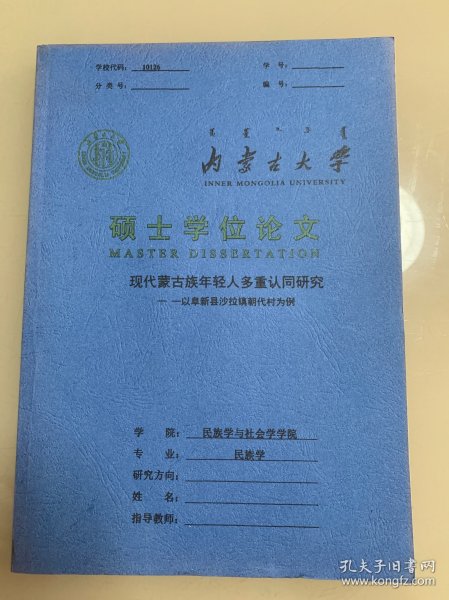 学校代码： 10126
学 号：
分 类 号：
编 号：
内蒙古大学
INNER MONGOLIA UNIVERSITY
硕士学位论文
MASTER DISSERTATION
现代蒙古族年轻人多重认同研究
— —以阜新县沙拉镇朝代村为例
学 院： 民族学与社会学学院
专 业： 民族学
研究方向：
姓 名：
指导教师：
孔夫子旧书网
www.kongfz.com